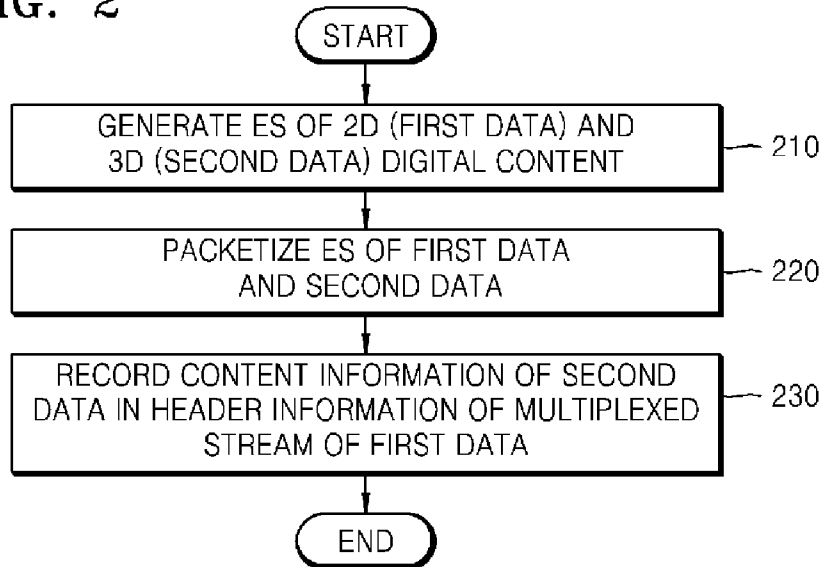 FIG. 2
START
GENERATE ES OF 2D (FIRST DATA) AND
3D (SECOND DATA) DIGITAL CONTENT
210
PACKETIZE ES OF FIRST DATA
AND SECOND DATA
220
RECORD CONTENT INFORMATION OF SECOND
DATA IN HEADER INFORMATION OF MULTIPLEXED
STREAM OF FIRST DATA
230
END